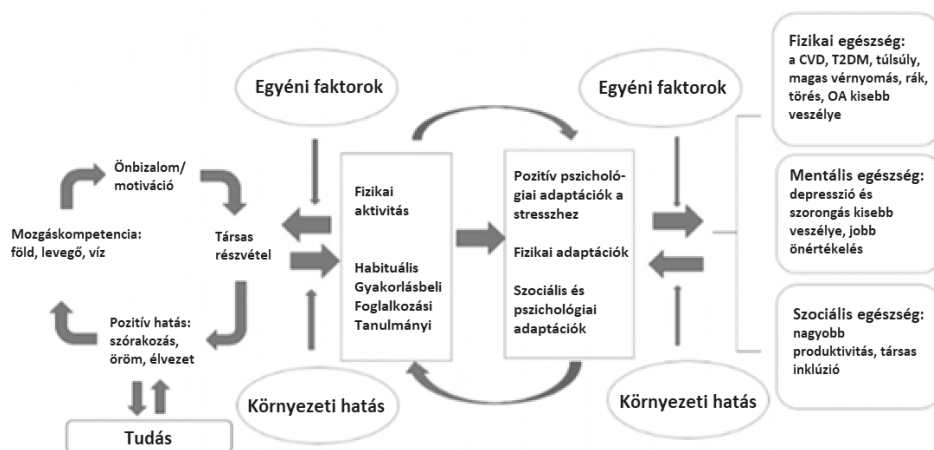 Egyéni faktorok
Egyéni faktorok
Fizikai egészség:
a CVD, T2DM, túlsúly,
magas vérnyomás, rák,
törés, OA kisebb
veszélye
Önbizalom/
motiváció
Mozgáskompetencia:
föld, levegő, víz
Társas
részvétel
Pozitív hatás:
szórakozás,
öröm, élvezet
Tudás
Fizikai
aktivitás
Habituális
Gyakorlásbeli
Foglalkozási
Tanulmányi
Pozitív pszicholó-
giai adaptációk a
stresszhez
Fizikai adaptációk
Szociális és
pszichológiai
adaptációk
Mentális egészség:
depresszió és
szorongás kisebb
veszélye, jobb
önértékelés
Szociális egészség:
nagyobb
produktivitás, társas
inklúzió
Környezeti hatás
Környezeti hatás